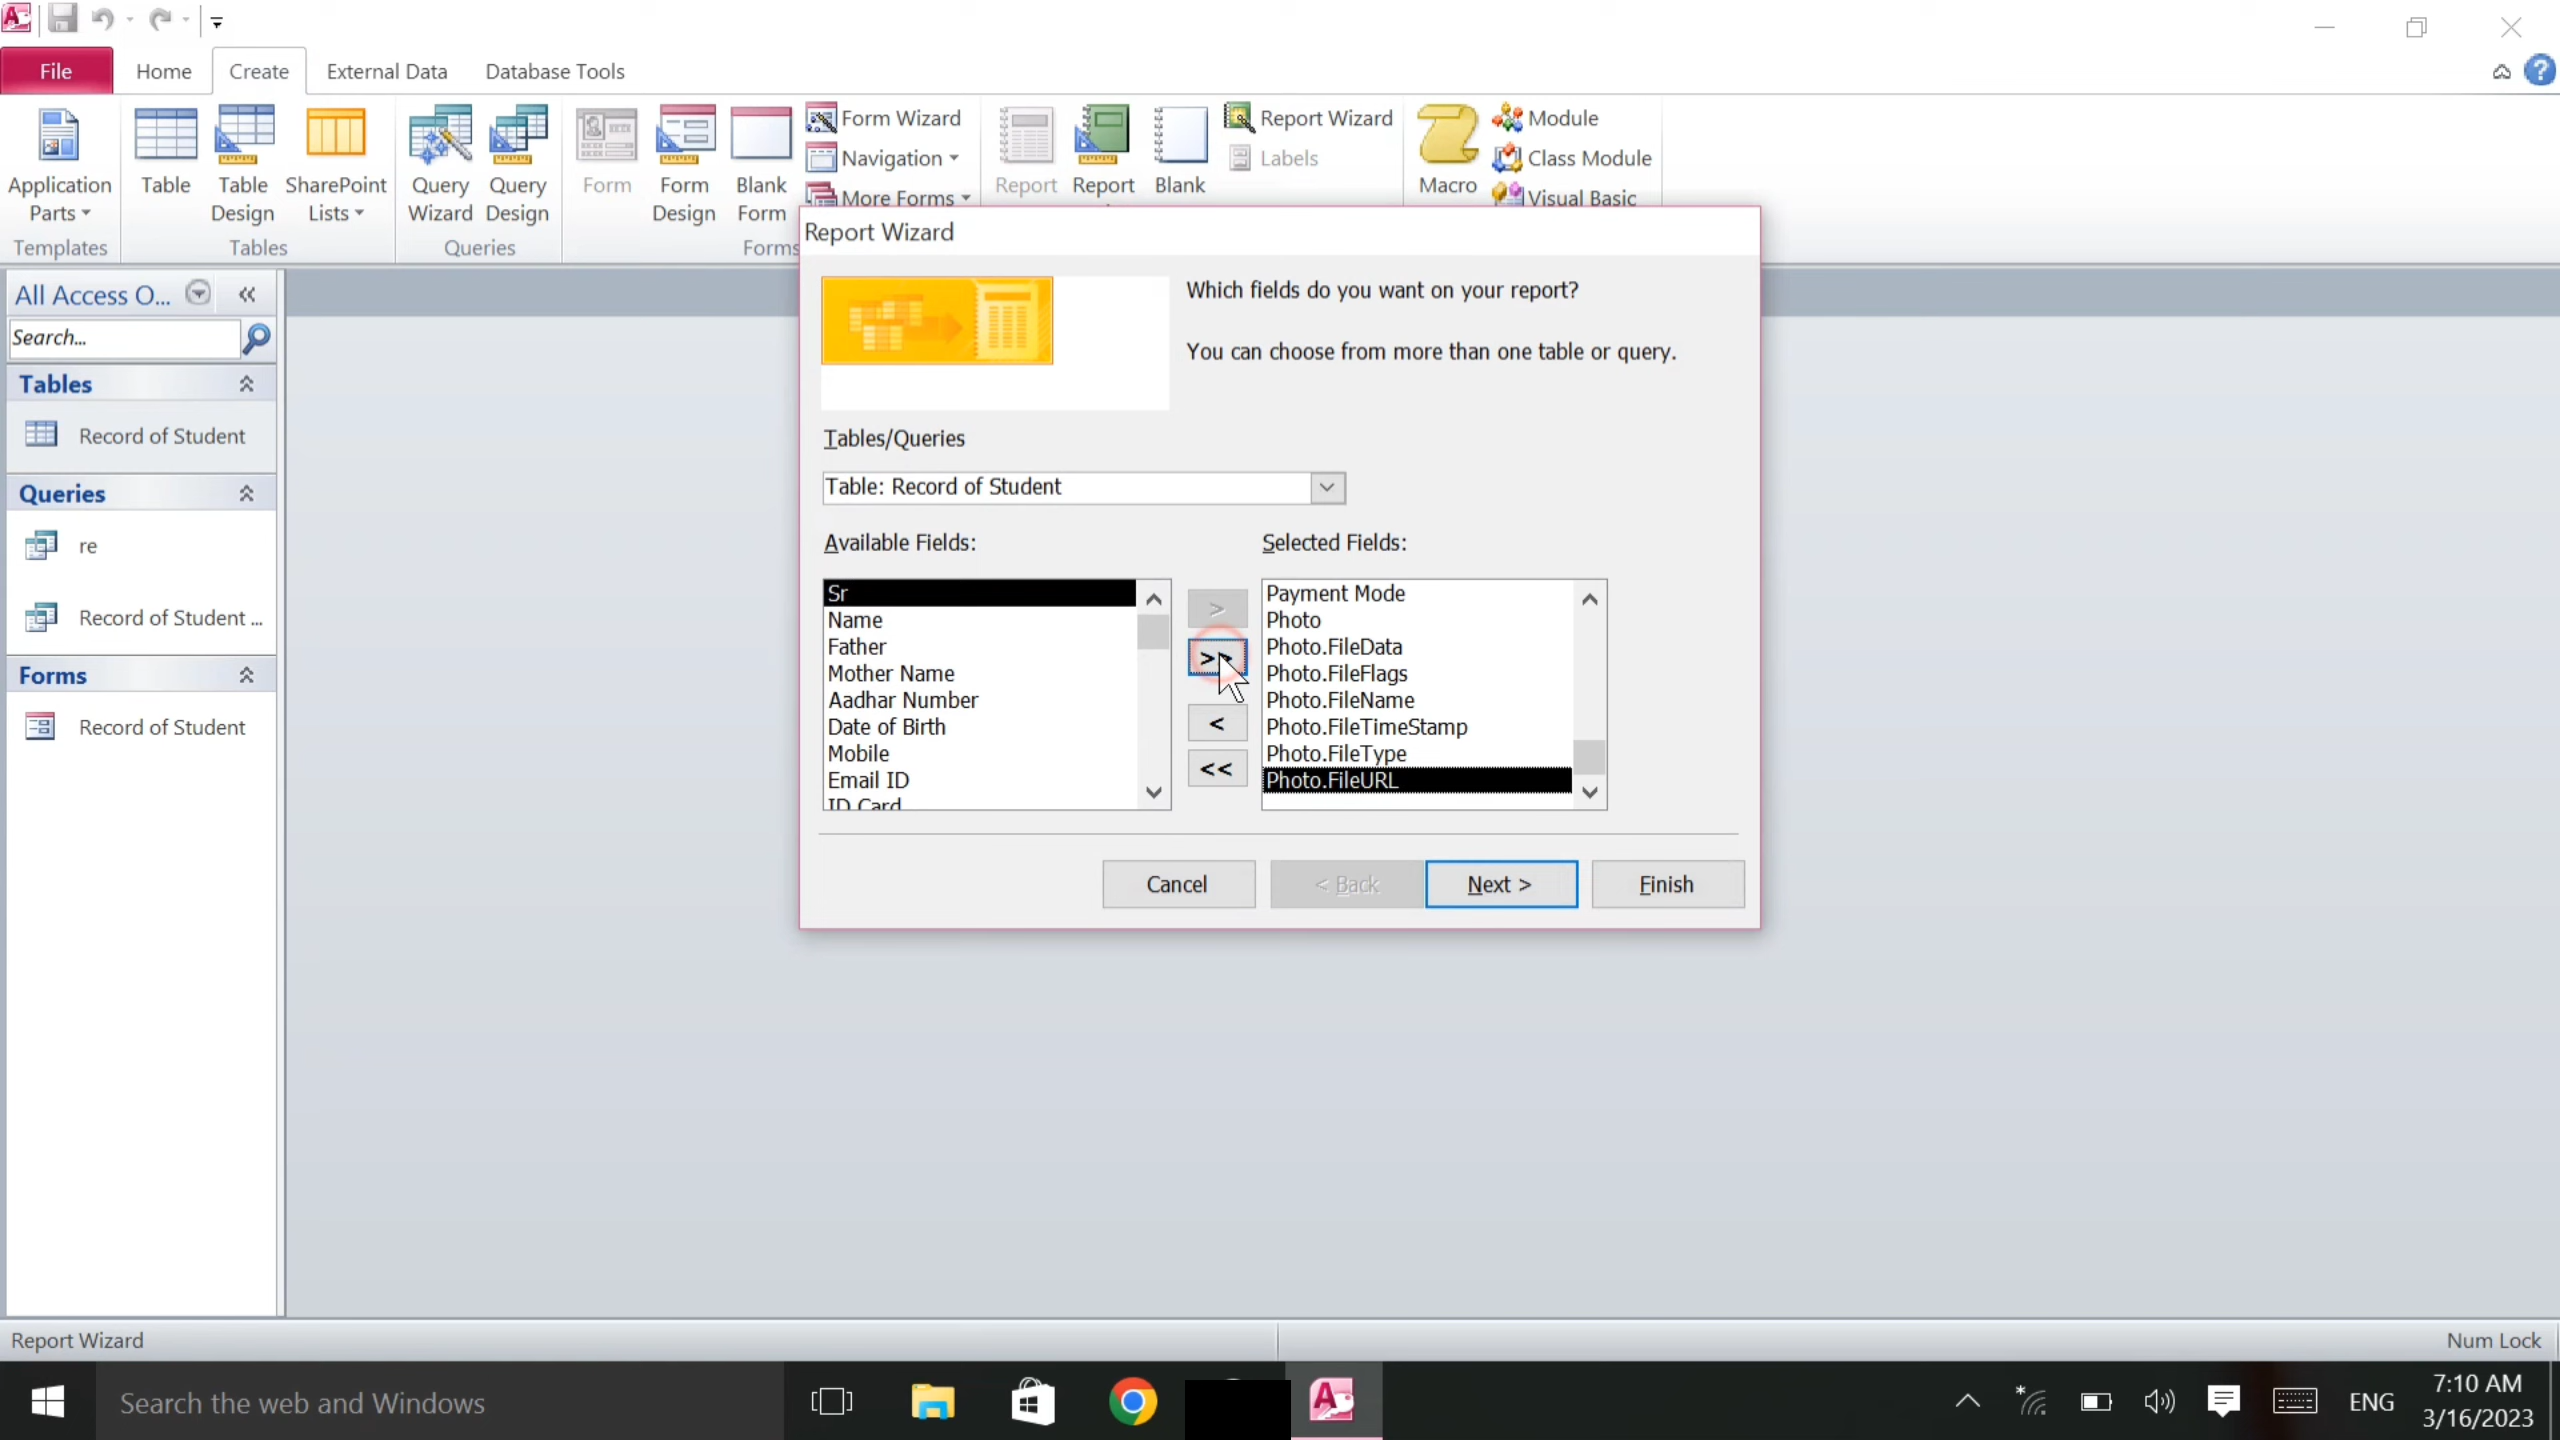 File
Home
Create
External Data
Database Tools
Application Parts
Table
Table Design
SharePoint Lists
Query Wizard
Query Design
Form
Form Design
Blank Form
Form Wizard
Navigation
More Forms
Report
Report
Blank
Report Wizard
Labels
Macro
Module
Class Module
Visual Basic
Templates
Tables
Queries
Forms
All Access O...
Search...
Tables
Record of Student
Queries
re
Record of Student ...
Forms
Record of Student
Report Wizard
Which fields do you want on your report?
You can choose from more than one table or query.
Tables/Queries
Table: Record of Student
Available Fields:
Selected Fields:
Sr
Name
Father
Mother Name
Aadhar Number
Date of Birth
Mobile
Email ID
ID Card
>
>>
<
<<
Payment Mode
Photo
Photo.FileData
Photo.FileFlags
Photo.FileName
Photo.FileTimeStamp
Photo.FileType
Photo.FileURL
Cancel
< Back
Next >
Finish
Report Wizard
Num Lock
Search the web and Windows
ENG
7:10 AM
3/16/2023